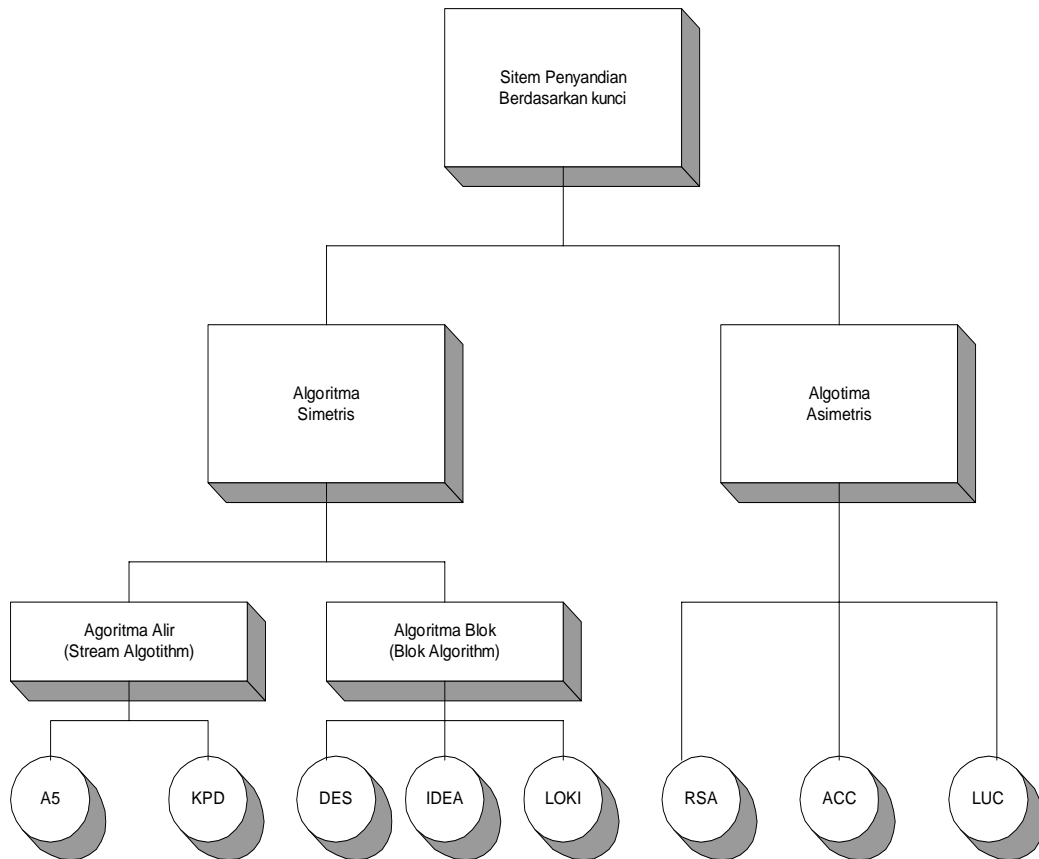 Sitem Penyandian
Berdasarkan kunci
Algoritma
Simetris
Algotima
Asimetris
Agoritma Alir
(Stream Algotithm)
Algoritma Blok
(Blok Algorithm)
A5
KPD
DES
IDEA
LOKI
RSA
ACC
LUC